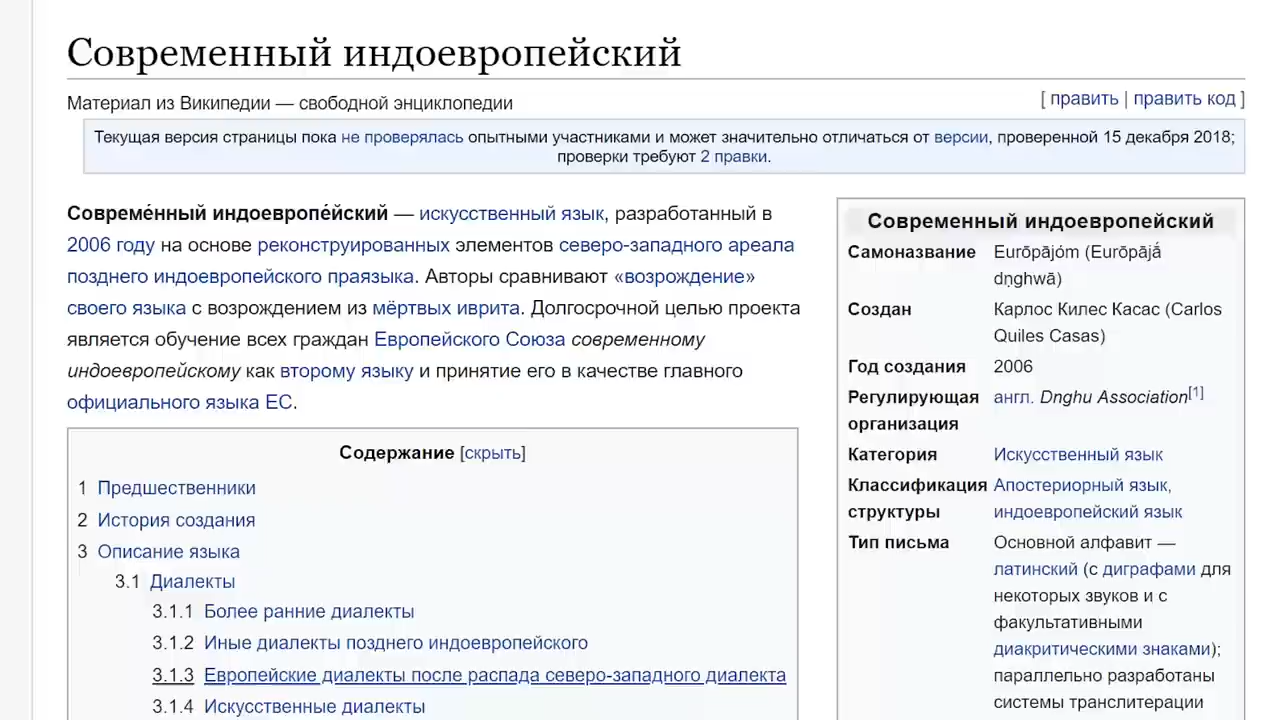 Современный индоевропейский
Материал из Википедии — свободной энциклопедии
[ править | править код ]
Текущая версия страницы пока не проверялась опытными участниками и может значительно отличаться от версии, проверенной 15 декабря 2018;
проверки требуют 2 правки.
Совреме́нный индоевропе́йский — искусственный язык, разработанный в
2006 году на основе реконструированных элементов северо-западного ареала
позднего индоевропейского праязыка. Авторы сравнивают «возрождение»
своего языка с возрождением из мёртвых иврита. Долгосрочной целью проекта
является обучение всех граждан Европейского Союза современному
индоевропейскому как второму языку и принятие его в качестве главного
официального языка ЕС.
Содержание [скрыть]
1 Предшественники
2 История создания
3 Описание языка
3.1 Диалекты
3.1.1 Более ранние диалекты
3.1.2 Иные диалекты позднего индоевропейского
3.1.3 Европейские диалекты после распада северо-западного диалекта
3.1.4 Искусственные диалекты
Современный индоевропейский
Самоназвание Eurōpājóm (Eurōpājā́
dņghwā)
Создан Карлос Килес Касас (Carlos
Quiles Casas)
Год создания 2006
Регулирующая англ. Dnghu Association[1]
организация
Категория Искусственный язык
Классификация Апостериорный язык,
структуры индоевропейский язык
Тип письма Основной алфавит —
латинский (с диграфами для
некоторых звуков и с
факультативными
диакритическими знаками);
параллельно разработаны
системы транслитерации